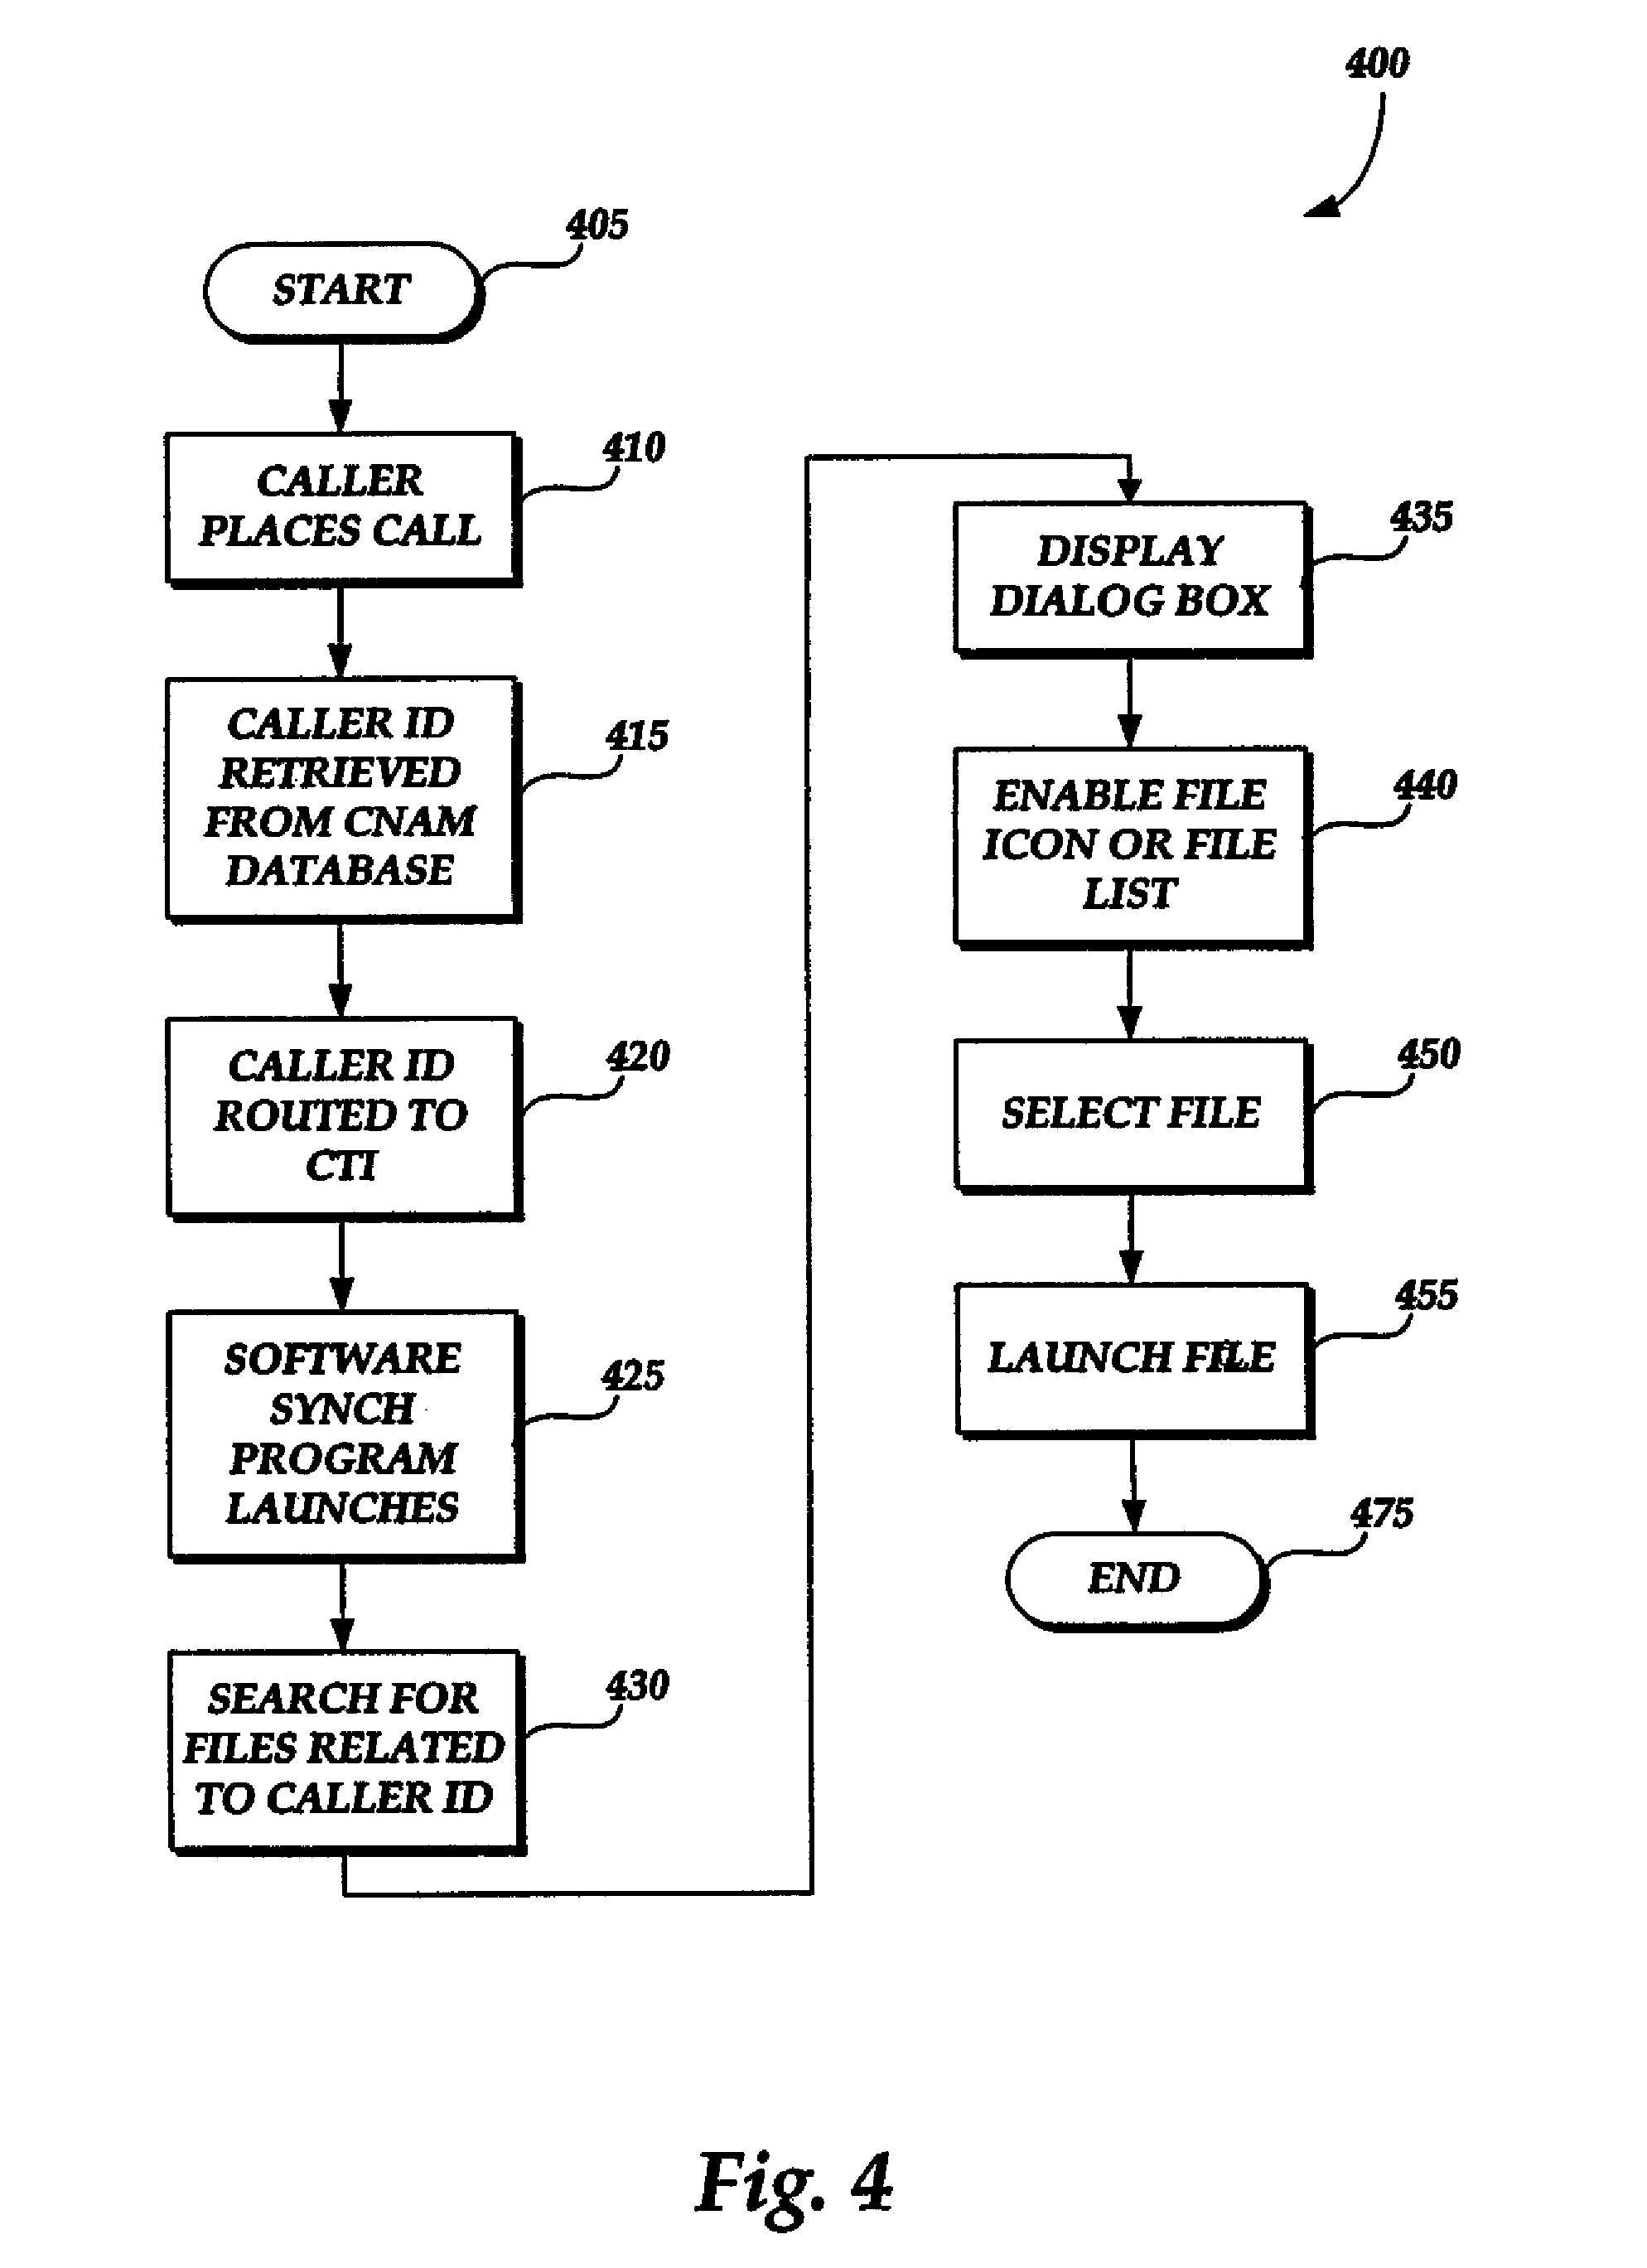 400
START
405
CALLER
PLACES CALL
410
CALLER ID
RETRIEVED
FROM CNAM
DATABASE
415
CALLER ID
ROUTED TO
CTI
420
SOFTWARE
SYNCH
PROGRAM
LAUNCHES
425
SEARCH FOR
FILES RELATED
TO CALLER ID
430
DISPLAY
DIALOG BOX
435
ENABLE FILE
ICON OR FILE
LIST
440
SELECT FILE
450
LAUNCH FILE
455
END
475
Fig. 4